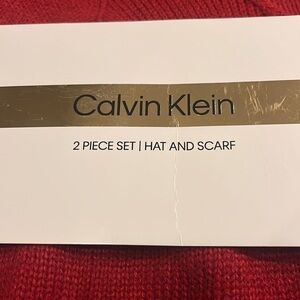 Calvin Klein
2 PIECE SET | HAT AND SCARF